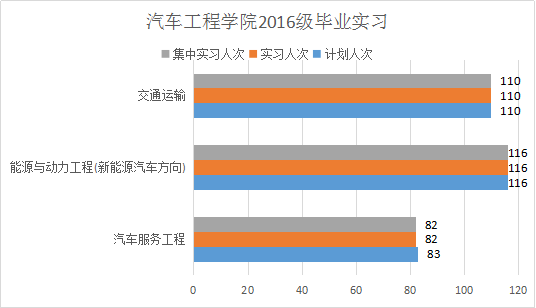 汽车工程学院2016级毕业实习
集中实习人次 实习人次 计划人次
交通运输
110
110
110
能源与动力工程(新能源汽车方向)
116
116
116
汽车服务工程
82
82
83
0 20 40 60 80 100 120